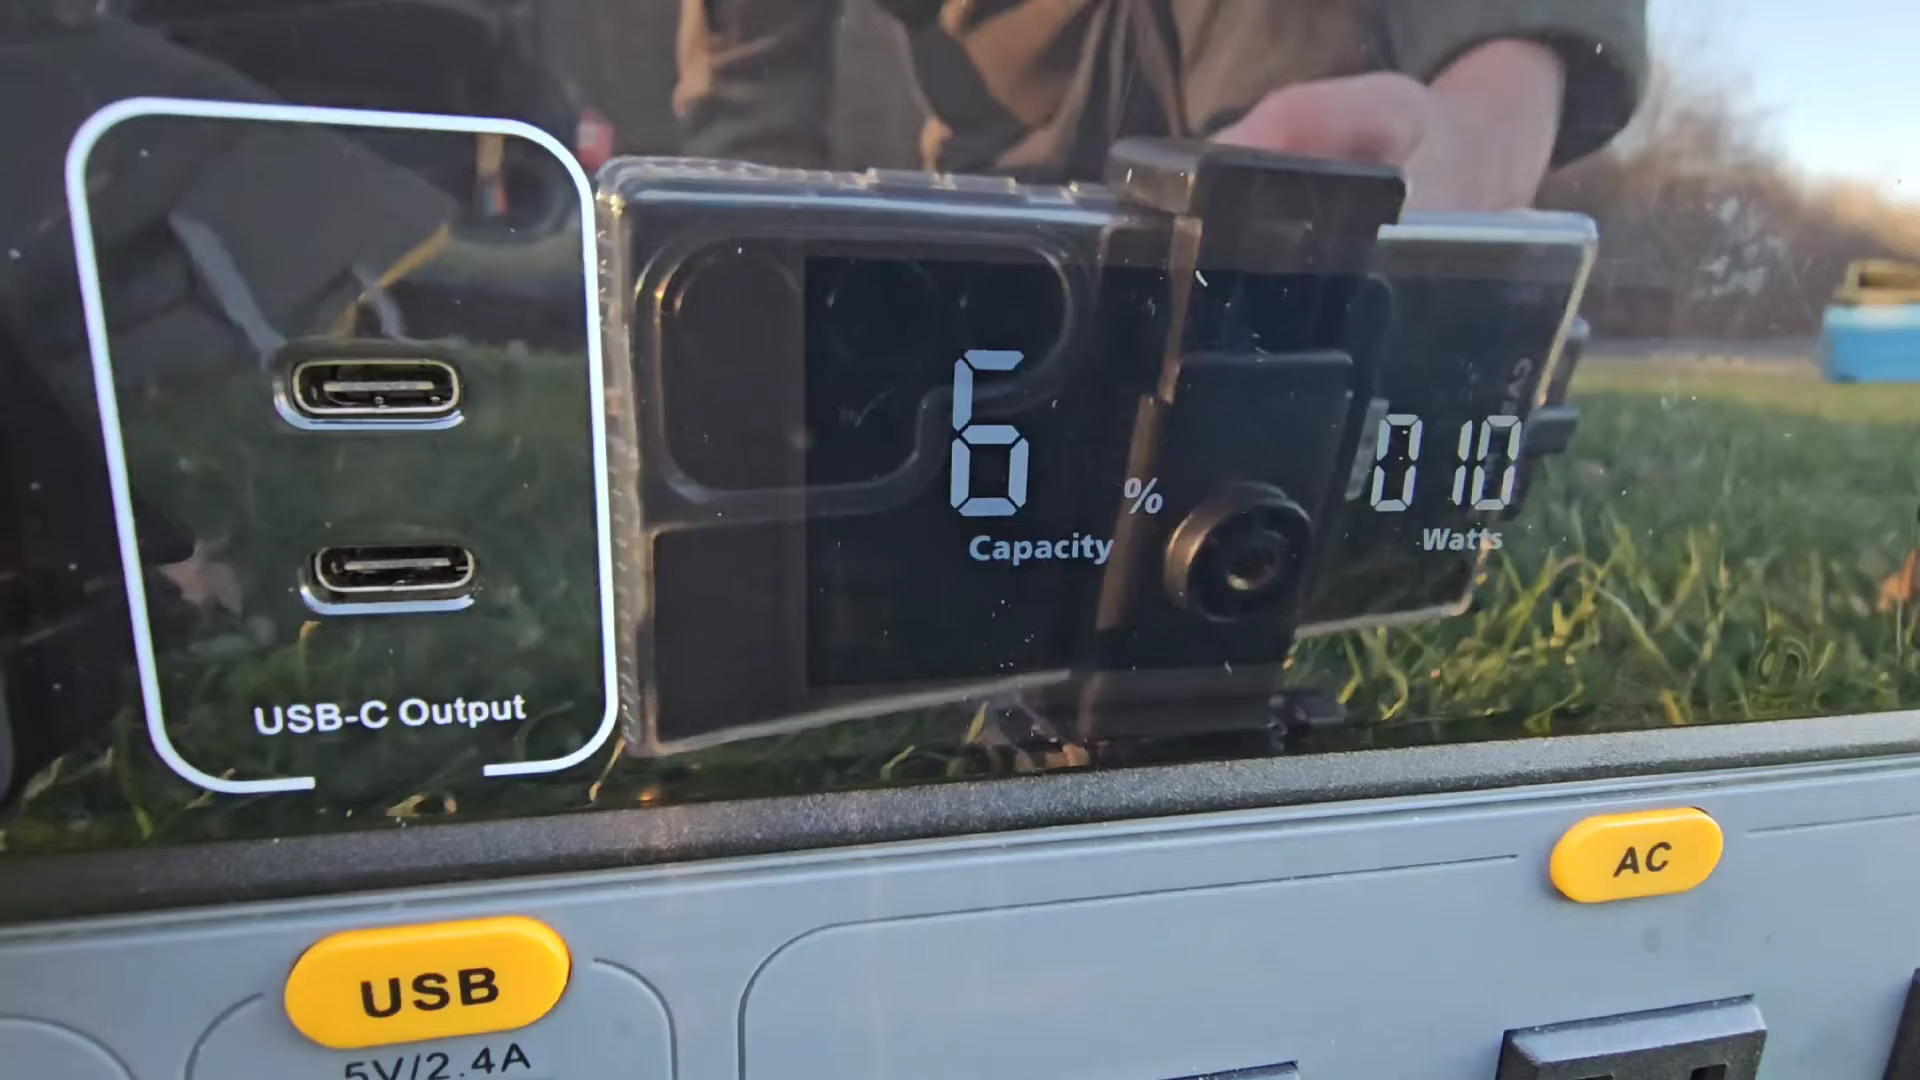 6 %
Capacity
010
Watts
USB-C Output
AC
USB
5V/2.4A